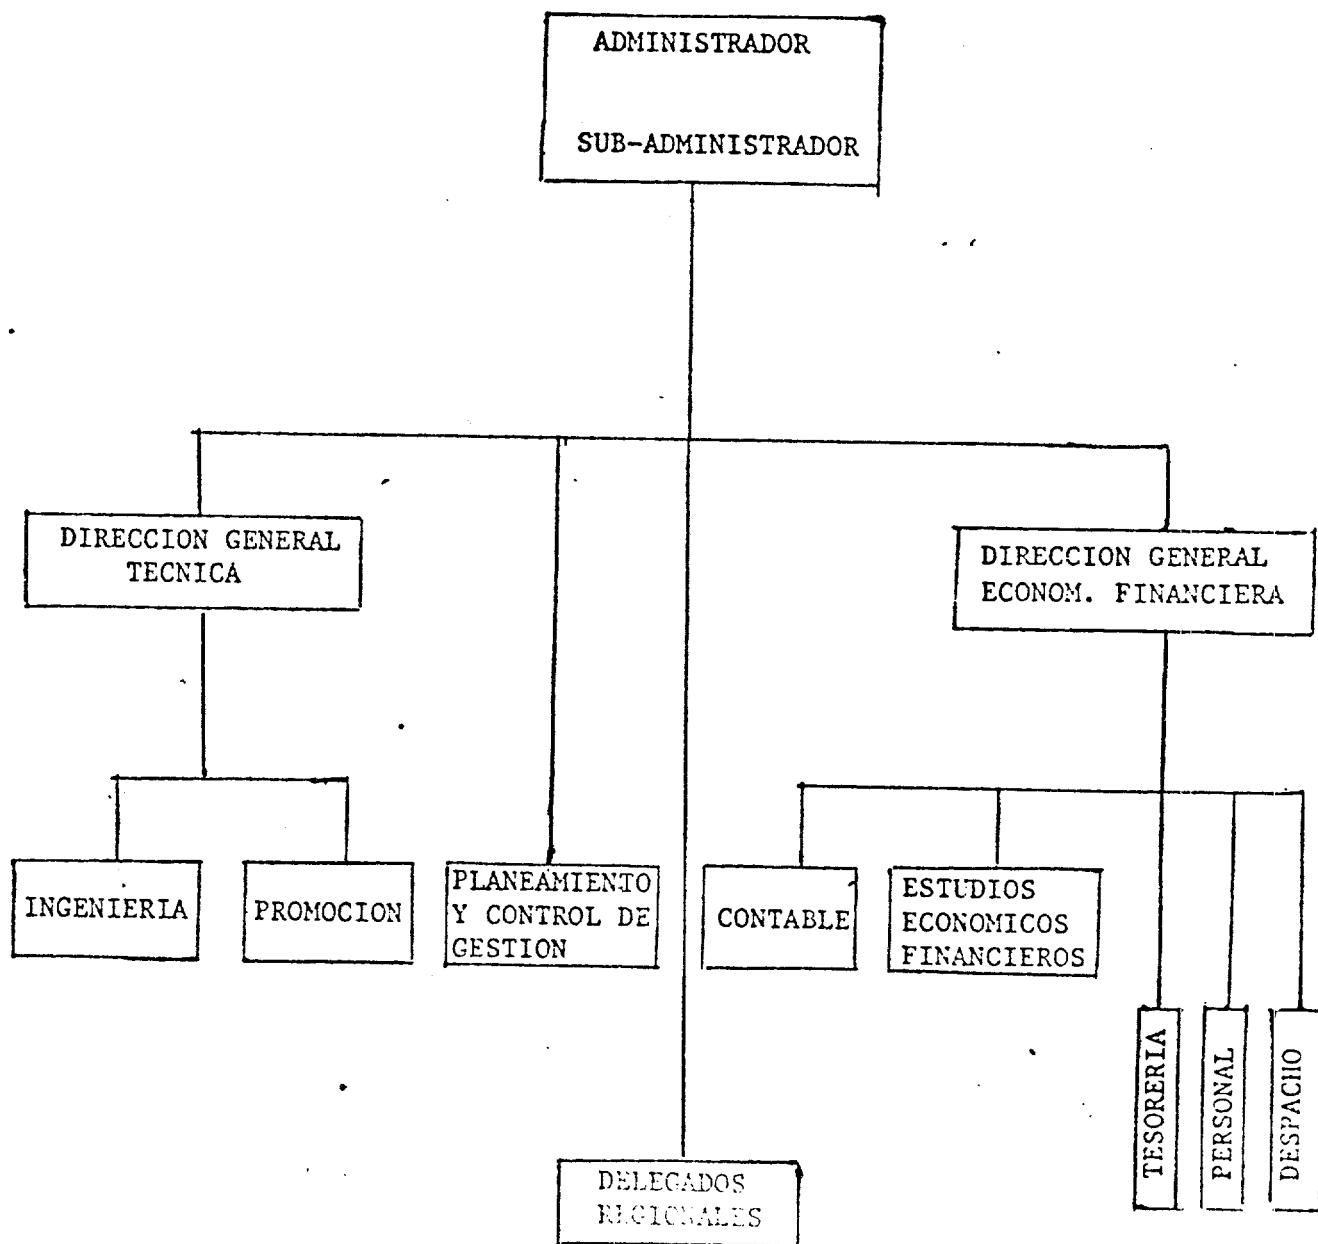 ADMINISTRADOR
SUB-ADMINISTRADOR
DIRECCION GENERAL
TECNICA
DIRECCION GENERAL
ECONOM. FINANCIERA
INGENIERIA
PROMOCION
PLANEAMIENTO
Y CONTROL DE
GESTION
CONTABLE
ESTUDIOS
ECONOMICOS
FINANCIEROS
TESORERIA
PERSONAL
DESPACHO
DELEGADOS
REGIONALES